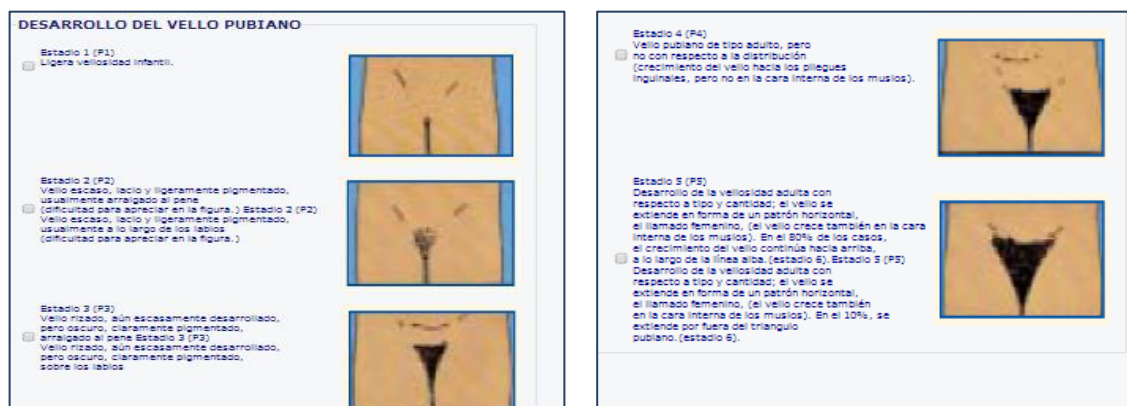 DESARROLLO DEL VELLO PUBIANO
Estadio 1 (P1)
Ligera vellosidad infantil.
Estadio 2 (P2)
Vello escaso, lacio y ligeramente pigmentado,
usualmente arraigado al pene
(dificultad para apreciar en la figura.) Estadio 2 (P2)
Vello escaso, lacio y ligeramente pigmentado,
usualmente a lo largo de los labios
(dificultad para apreciar en la figura.)
Estadio 3 (P3)
Vello rizado, aún escasamente desarrollado,
pero oscuro, claramente pigmentado,
arraigado al pene Estadio 3 (P3)
Vello rizado, aún escasamente desarrollado,
pero oscuro, claramente pigmentado,
sobre los labios
Estadio 4 (P4)
Vello pubiano de tipo adulto, pero
no con respecto a la distribución
(crecimiento del vello hacia los pliegues
inguinales, pero no en la cara interna de los muslos).
Estadio 5 (P5)
Desarrollo de la vellosidad adulta con
respecto a tipo y cantidad; el vello se
extiende en forma de un patrón horizontal,
el llamado femenino, (el vello crece también en la cara
interna de los muslos). En el 80% de los casos,
el crecimiento del vello continúa hacia arriba,
a lo largo de la línea alba.(estadio 6).Estadio 5 (P5)
Desarrollo de la vellosidad adulta con
respecto a tipo y cantidad; el vello se
extiende en forma de un patrón horizontal,
el llamado femenino, (el vello crece también
en la cara interna de los muslos). En el 10%, se
extiende por fuera del triangulo
pubiano.(estadio 6).